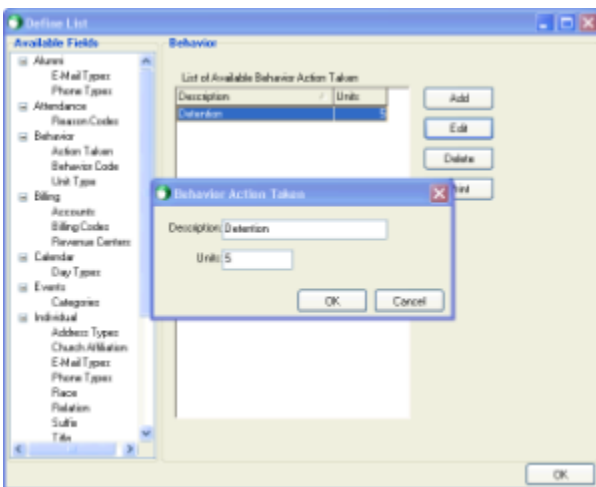 Define List
Available Fields
Alumni
E-Mail Types
Phone Types
Attendance
Reason Codes
Behavior
Action Taken
Behavior Code
Unit Type
Billing
Accounts
Billing Codes
Revenue Centers
Calendar
Day Types
Events
Categories
Individual
Address Types
Church Affiliation
E-Mail Types
Phone Types
Race
Relation
Suffix
Title
Behavior
List of Available Behavior Action Taken
Description / Units
Detention 5
Add
Edit
Delete
Behavior Action Taken
Description: Detention
Units: 5
OK Cancel
OK